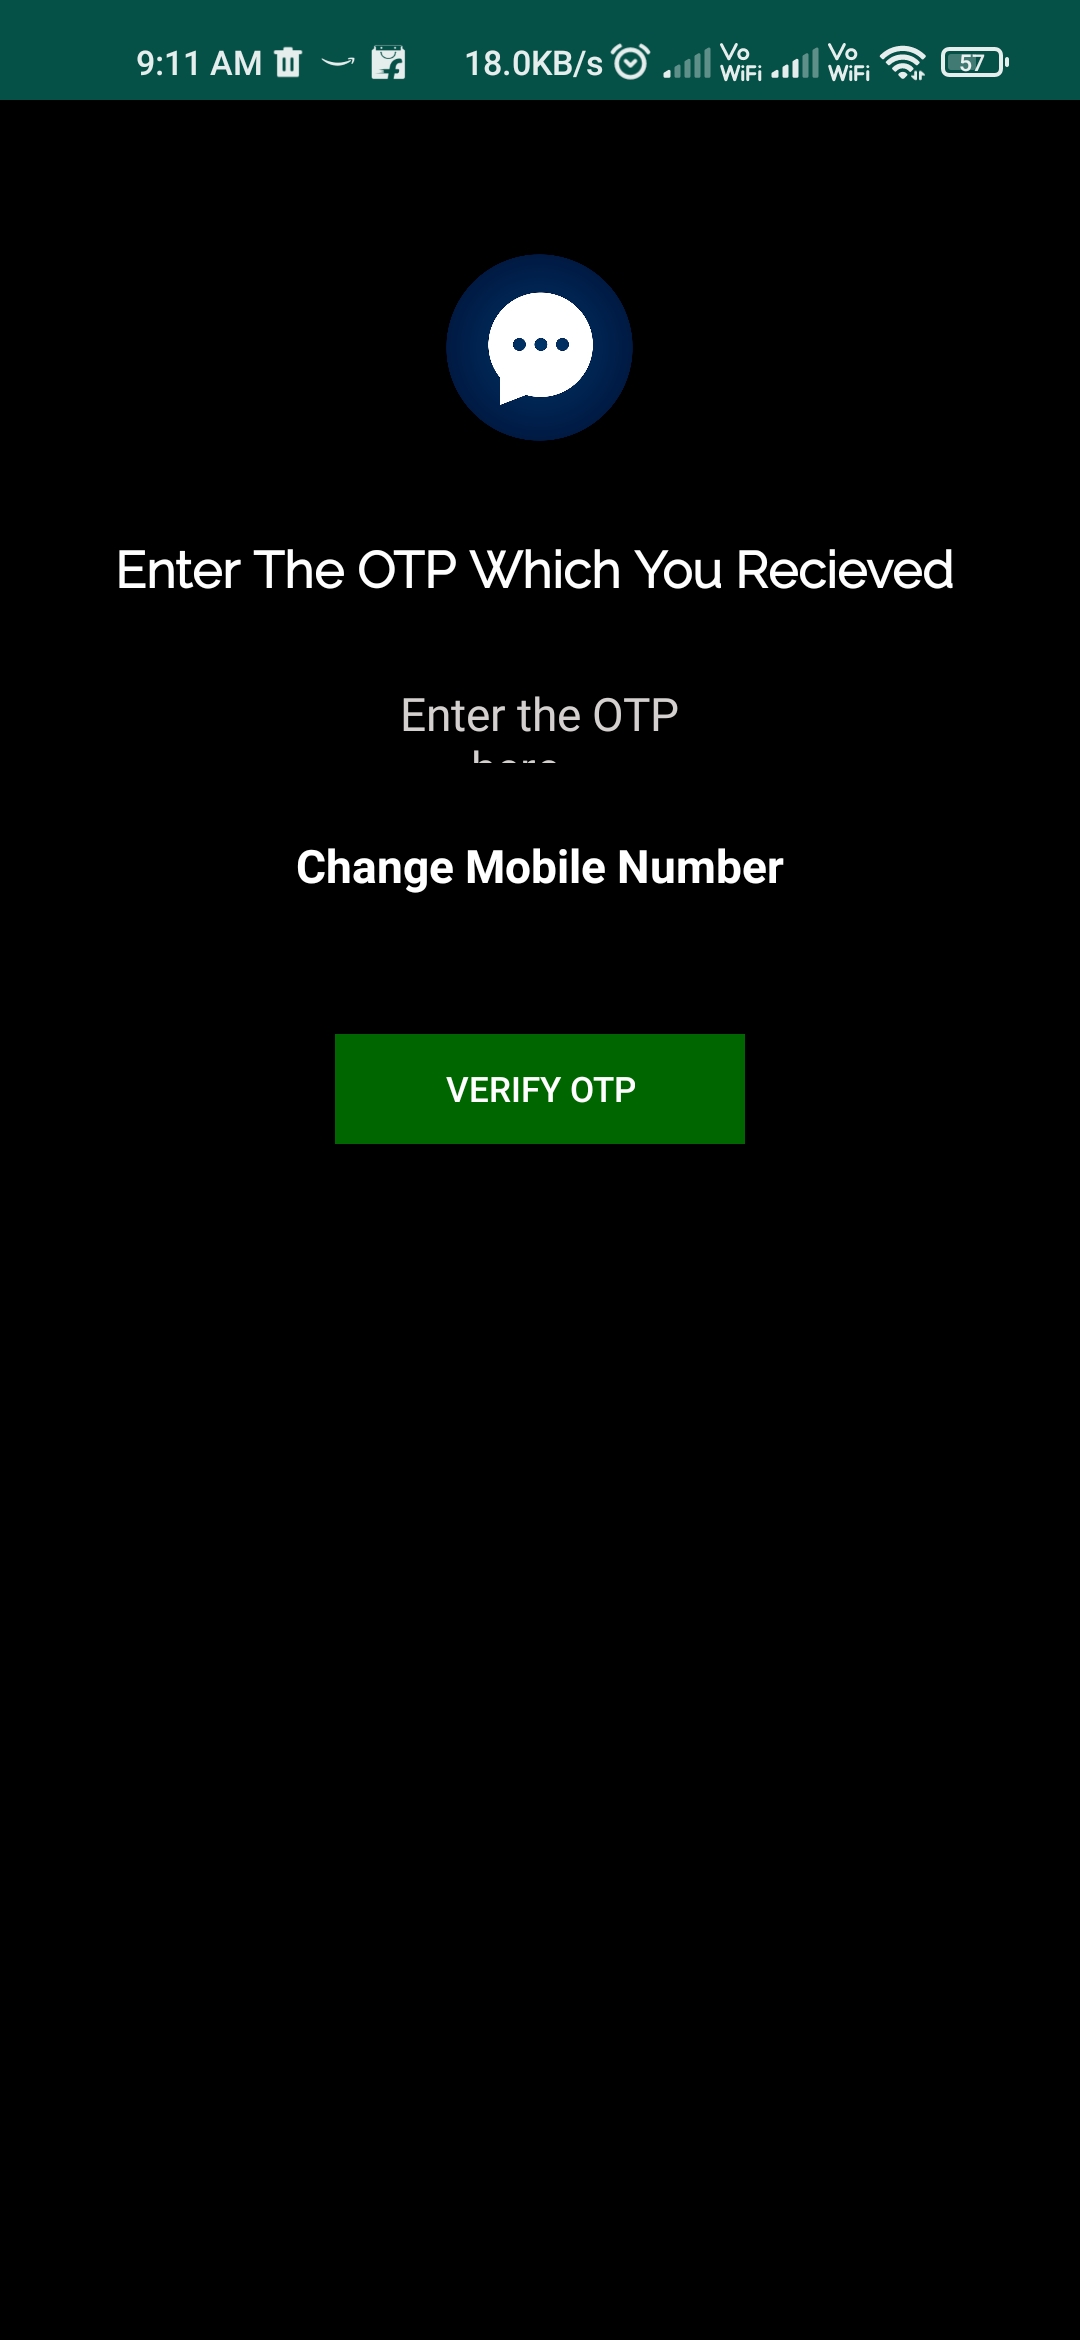 9:11 AM 18.0KB/s Vo WiFi Vo WiFi 57
Enter The OTP Which You Recieved
Enter the OTP
here
Change Mobile Number
VERIFY OTP